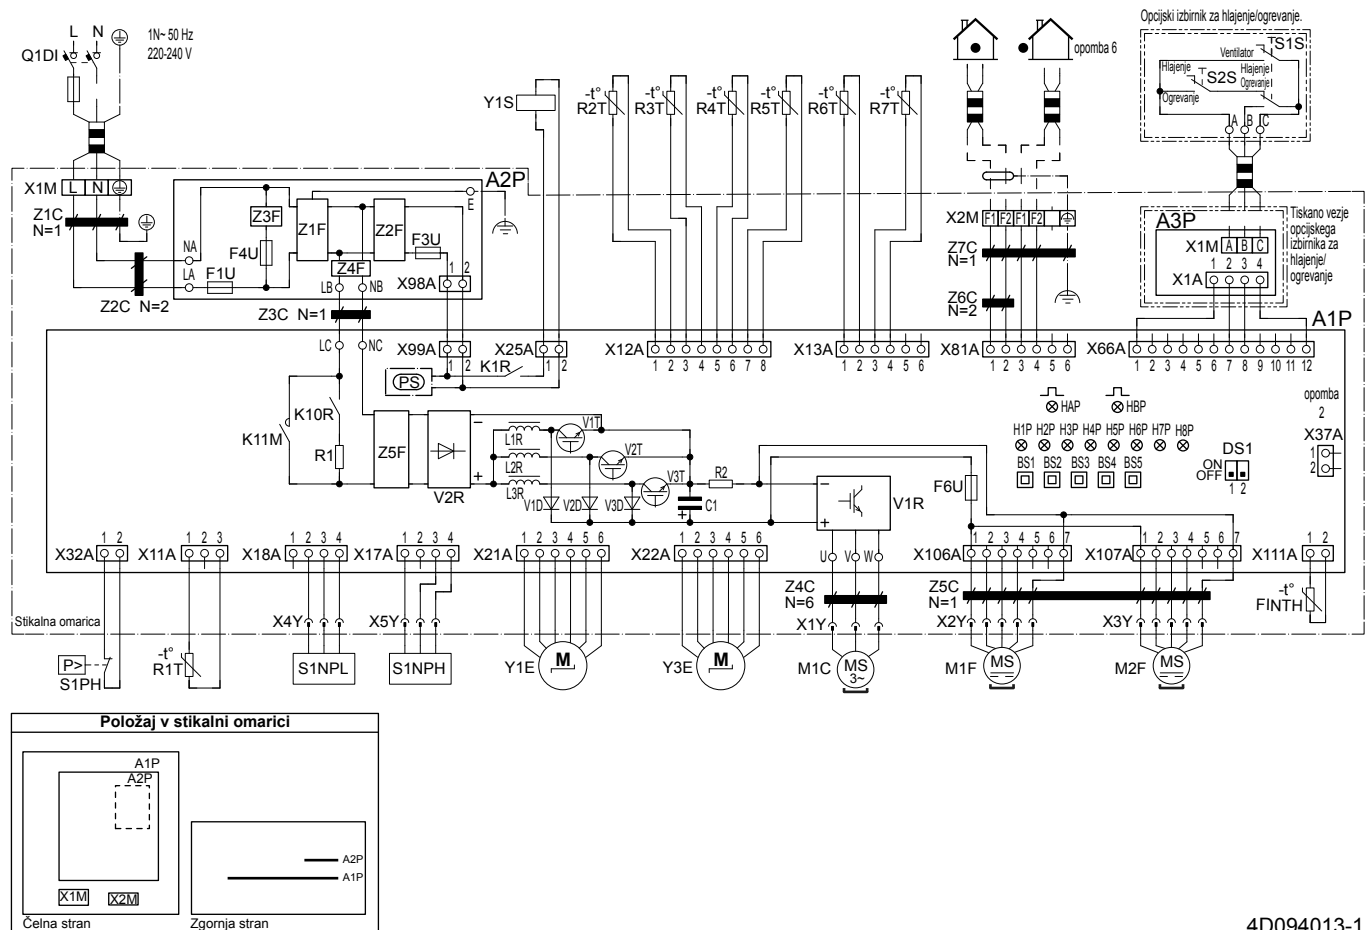 L N 1N~ 50 Hz
220-240 V
Q1DI
Y1S
-t° -t° -t° -t° -t° -t°
R2T R3T R4T R5T R6T R7T
opomba 6
Opcijski izbirnik za hlajenje/ogrevanje.
S1S
Ventilator
Hlajenje
S2S
Hlajenje
Ogrevanje
Ogrevanje
A B C
X1M L N
A2P
Z1C
N=1
Z2C N=2
NA
LA
F1U
Z3F
F4U
Z1F
Z4F
Z2F
F3U
E
1 2
X98A
LB NB
Z3C N=1
X2M F1 F2 F1 F2
Z7C
N=1
Z6C
N=2
A3P
X1M A B C
1 2 3 4
X1A
Tiskano vezje
opcijskega
izbirnika za
hlajenje/
ogrevanje
A1P
LC NC
X99A
1 2
X25A
1 2
K1R
PS
X12A
1 2 3 4 5 6 7 8
X13A
1 2 3 4 5 6
X81A
1 2 3 4 5 6
X66A
1 2 3 4 5 6 7 8 9 10 11 12
K10R
K11M
R1
Z5F
V2R
L1R
L2R
L3R
V1T
V2T
V3T
V1D V2D V3D
C1
R2
V1R
U V W
F6U
HAP HBP
H1P H2P H3P H4P H5P H6P H7P H8P
BS1 BS2 BS3 BS4 BS5
DS1
ON
OFF
1 2
opomba
2
X37A
1
2
X32A 1 2
X11A 1 2 3
X18A 1 2 3 4
X17A 1 2 3 4
X21A 1 2 3 4 5 6
X22A 1 2 3 4 5 6
X106A 1 2 3 4 5 6 7
X107A 1 2 3 4 5 6 7
X111A 1 2
Z4C
N=6
Z5C
N=1
-t°
FINTH
Stikalna omarica
X4Y X5Y X1Y X2Y X3Y
P>
S1PH
-t°
R1T
S1NPL
S1NPH
Y1E M
Y3E M
M1C MS
3~
M1F MS
M2F MS
Položaj v stikalni omarici
A1P
A2P
X1M X2M
Čelna stran
A2P
A1P
Zgornja stran
4D094013-1